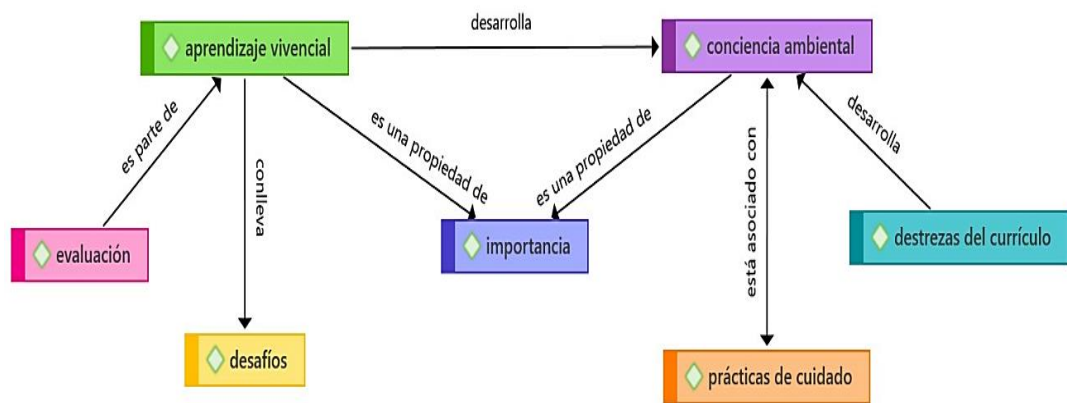 desarrolla
aprendizaje vivencial
conciencia ambiental
es parte de
conlleva
es una propiedad de
es una propiedad de
está asociado con
desarrolla
evaluación
importancia
destrezas del currículo
desafíos
prácticas de cuidado